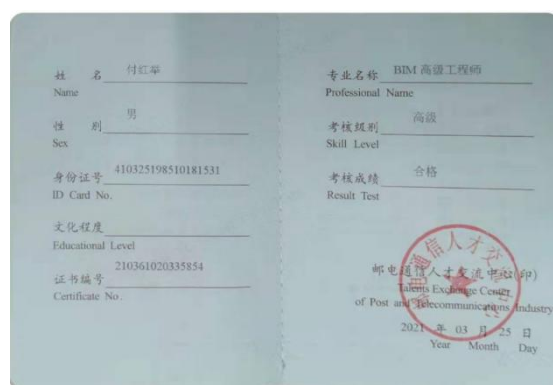 姓 名 付红举
Name
性 别 男
Sex
身份证号 410325198510181531
ID Card No.
文化程度
Educational Level
证书编号 210361020335854
Certificate No.
专业名称 BIM 高级工程师
Professional Name
考核级别 高级
Skill Level
考核成绩 合格
Result Test
邮电通信人才交流中心(印)
Talents Exchange Center
of Post and Telecommunications Industry
2021 年 03 月 25 日
Year Month Day